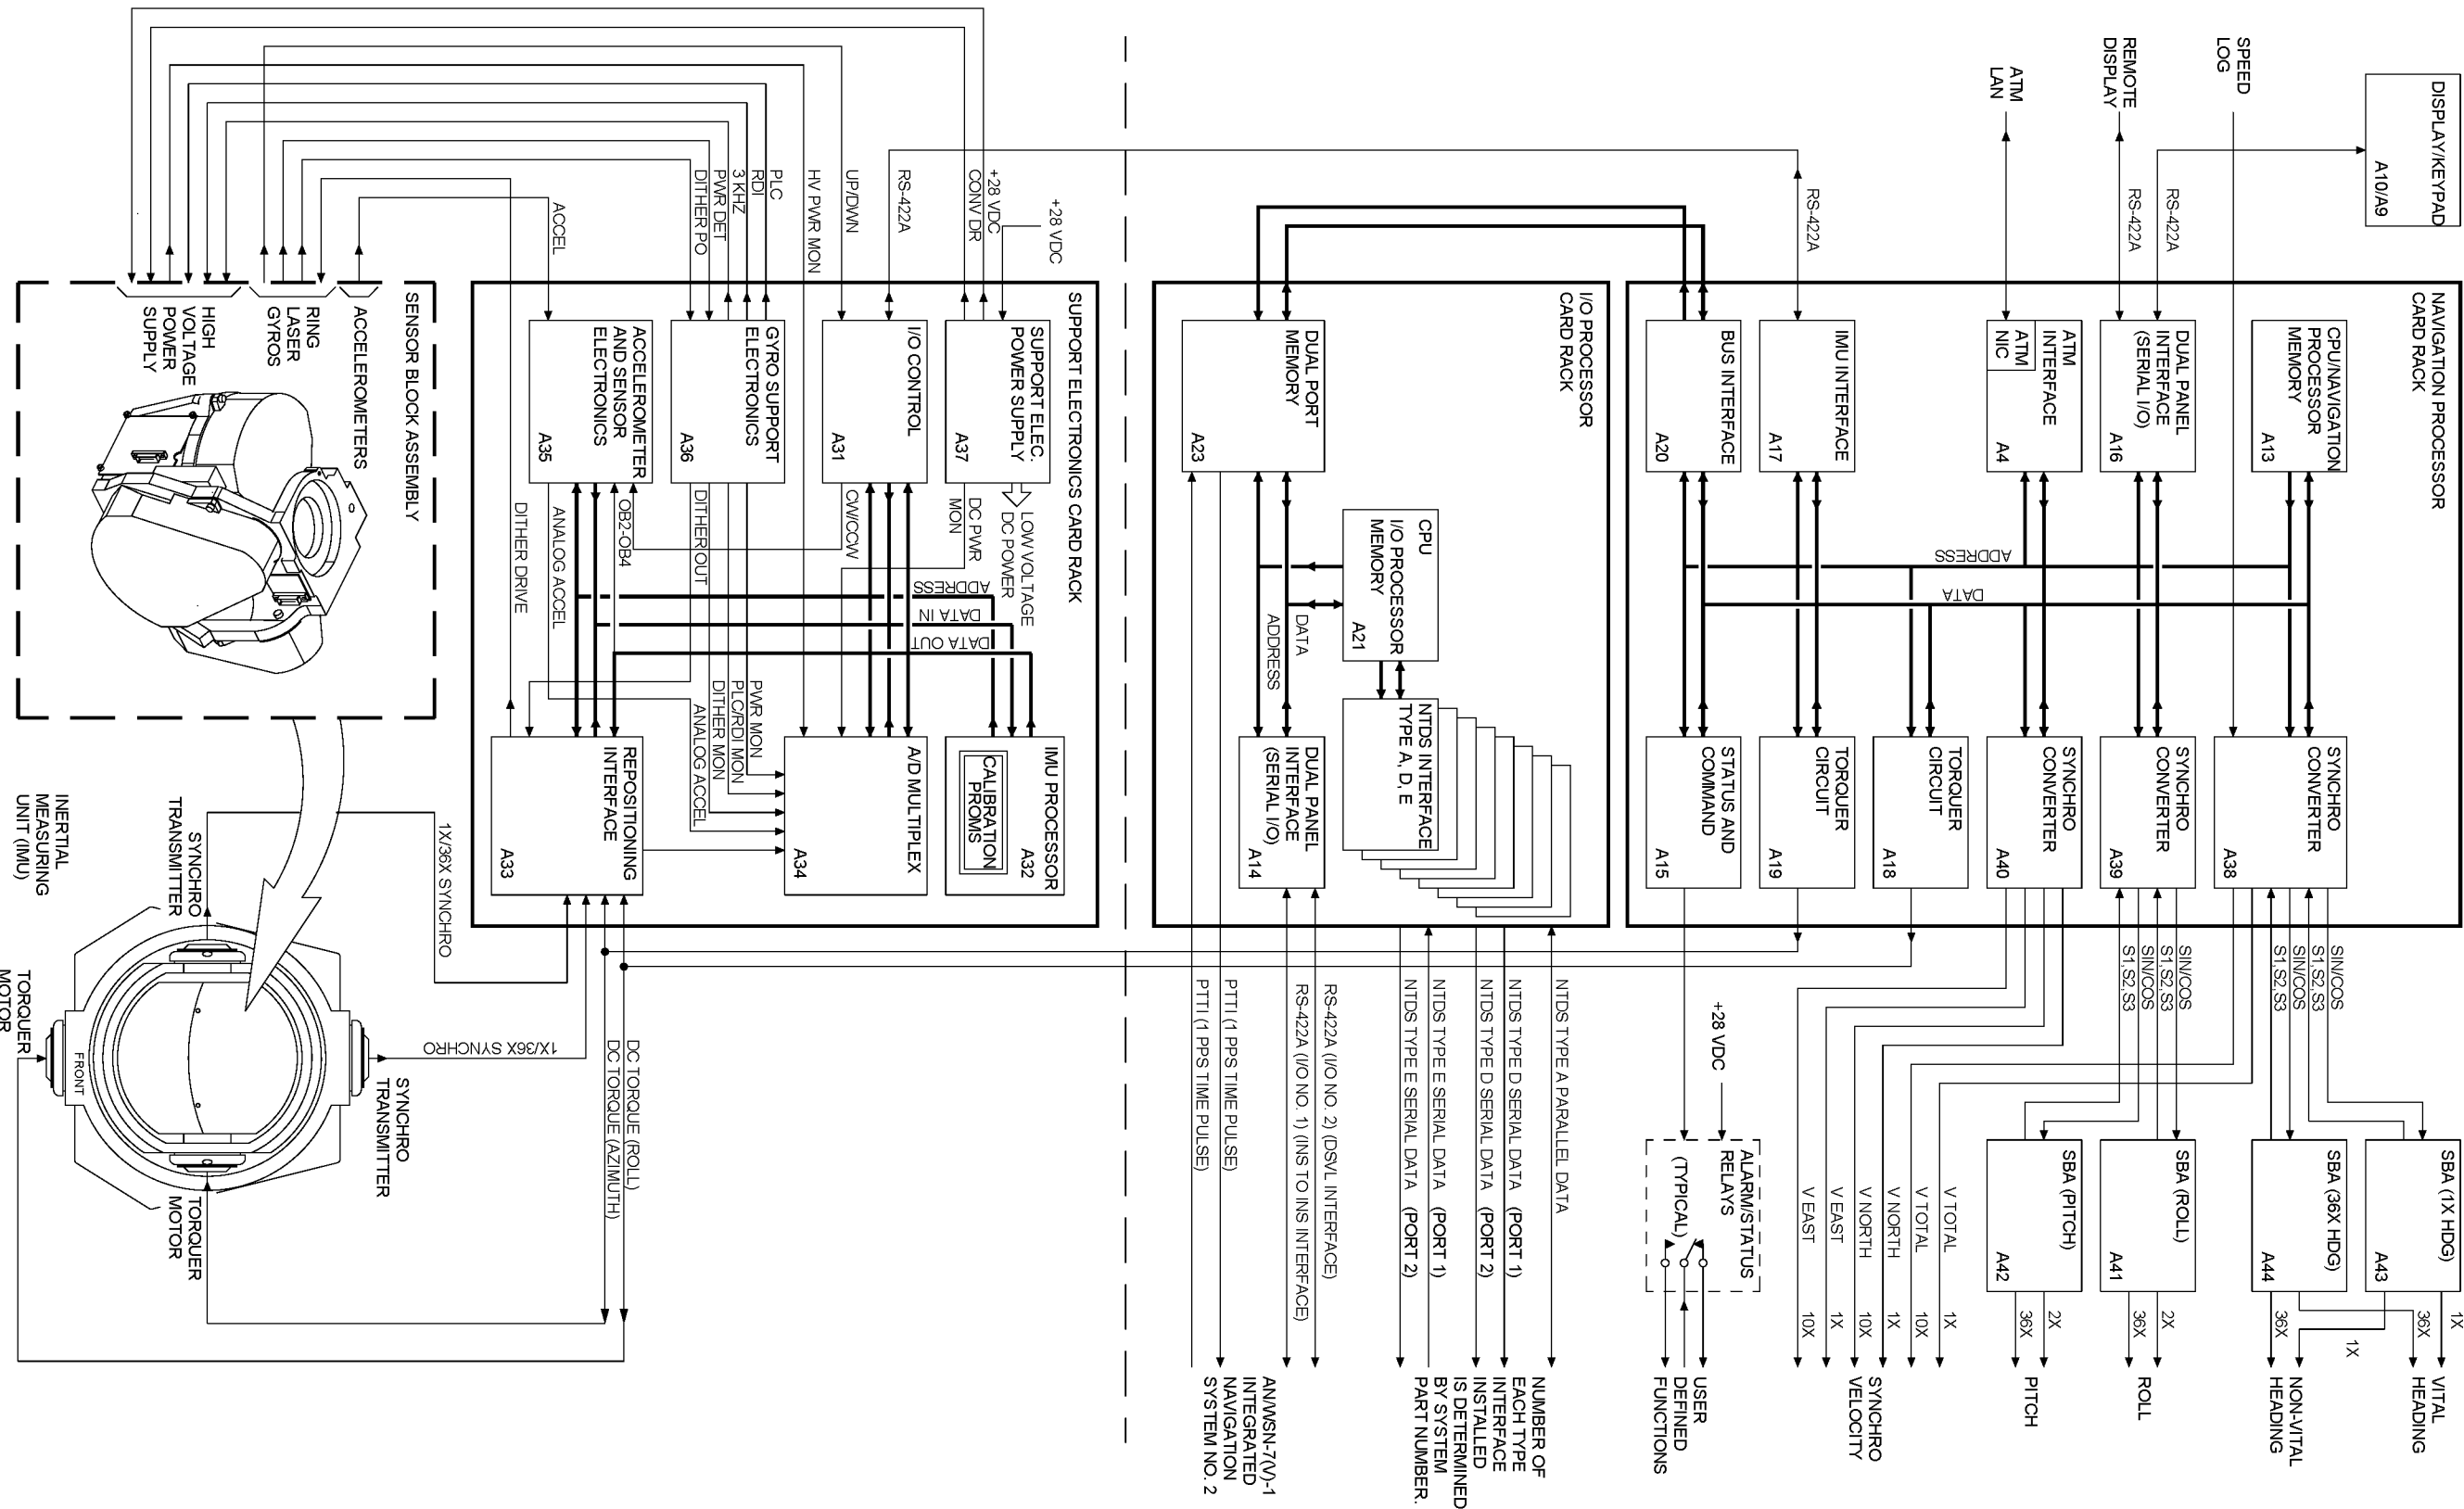 DISPLAY/KEYPAD
A10/A9
SPEED
LOG
REMOTE
DISPLAY
ATM
LAN
RS-422A
RS-422A
RS-422A
NAVIGATION PROCESSOR
CARD RACK
CPU/NAVIGATION
PROCESSOR
MEMORY
A13
DUAL PANEL
INTERFACE
(SERIAL I/O)
A16
ATM
INTERFACE
ATM
NIC
A4
IMU INTERFACE
A17
BUS INTERFACE
A20
ADDRESS
DATA
SYNCHRO
CONVERTER
A38
SYNCHRO
CONVERTER
A39
SYNCHRO
CONVERTER
A40
TORQUER
CIRCUIT
A18
TORQUER
CIRCUIT
A19
STATUS AND
COMMAND
A15
SIN/COS
S1,S2,S3
SIN/COS
S1,S2,S3
SIN/COS
S1,S2,S3
SIN/COS
S1,S2,S3
SBA (1X HDG)
A43
SBA (36X HDG)
A44
SBA (ROLL)
A41
SBA (PITCH)
A42
1X
36X
1X
36X
2X
36X
2X
36X
VITAL
HEADING
NON-VITAL
HEADING
ROLL
PITCH
V TOTAL
V TOTAL
V NORTH
V NORTH
V EAST
V EAST
1X
10X
1X
10X
1X
10X
SYNCHRO
VELOCITY
+28 VDC
ALARM/STATUS
RELAYS
(TYPICAL)
USER
DEFINED
FUNCTIONS
I/O PROCESSOR
CARD RACK
DUAL PORT
MEMORY
A23
CPU
I/O PROCESSOR
MEMORY
A21
DATA
ADDRESS
NTDS INTERFACE
TYPE A, D, E
DUAL PANEL
INTERFACE
(SERIAL I/O)
A14
NTDS TYPE A PARALLEL DATA
NTDS TYPE D SERIAL DATA (PORT 1)
NTDS TYPE D SERIAL DATA (PORT 2)
NTDS TYPE E SERIAL DATA (PORT 1)
NTDS TYPE E SERIAL DATA (PORT 2)
RS-422A (I/O NO. 2) (DSVL INTERFACE)
RS-422A (I/O NO. 1) (INS TO INS INTERFACE)
PTTI (1 PPS TIME PULSE)
PTTI (1 PPS TIME PULSE)
NUMBER OF
EACH TYPE
INTERFACE
INSTALLED
IS DETERMINED
BY SYSTEM
PART NUMBER.
AN/WSN-7(V)-1
INTEGRATED
NAVIGATION
SYSTEM NO. 2
+28 VDC
+28 VDC
CONV DR
RS-422A
UP/DWN
HV PWR MON
PLC
RDI
3 KHZ
PWR DET
DITHER PO
ACCEL
SUPPORT ELECTRONICS CARD RACK
SUPPORT ELEC.
POWER SUPPLY
A37
I/O CONTROL
A31
GYRO SUPPORT
ELECTRONICS
A36
ACCELEROMETER
AND SENSOR
ELECTRONICS
A35
LOW VOLTAGE
DC POWER
DC PWR
MON
CW/CCW
DITHER OUT
OB2-OB4
ANALOG ACCEL
DITHER DRIVE
ADDRESS
DATA IN
DATA OUT
PWR MON
PLC/RDI MON
DITHER MON
ANALOG ACCEL
IMU PROCESSOR
CALIBRATION
PROMS
A32
A/D MULTIPLEX
A34
REPOSITIONING
INTERFACE
A33
SENSOR BLOCK ASSEMBLY
ACCELEROMETERS
RING
LASER
GYROS
HIGH
VOLTAGE
POWER
SUPPLY
1X/36X SYNCHRO
1X/36X SYNCHRO
DC TORQUE (ROLL)
DC TORQUE (AZIMUTH)
SYNCHRO
TRANSMITTER
SYNCHRO
TRANSMITTER
INERTIAL
MEASURING
UNIT (IMU)
FRONT
TORQUER
MOTOR
TORQUER
MOTOR